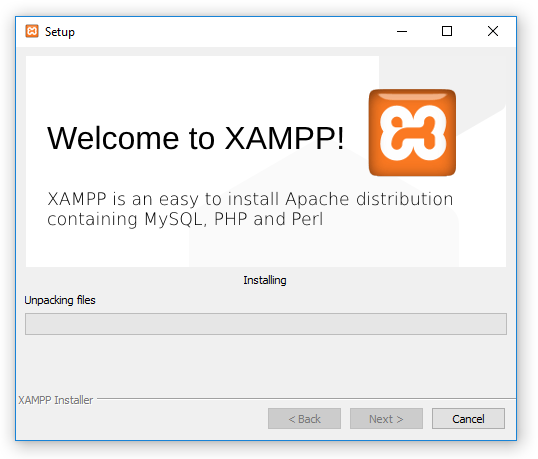 Setup
Welcome to XAMPP!
XAMPP is an easy to install Apache distribution
containing MySQL, PHP and Perl
Installing
Unpacking files
XAMPP Installer
< Back
Next >
Cancel